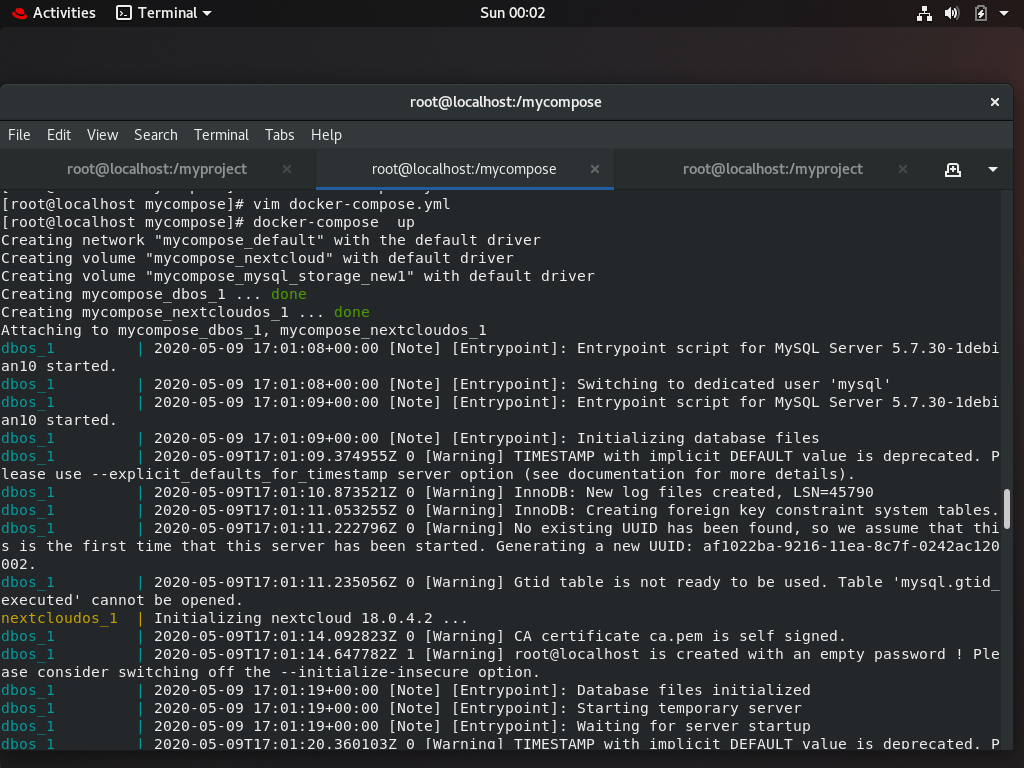 Activities
Terminal
Sun 00:02
root@localhost:/mycompose
File Edit View Search Terminal Tabs Help
root@localhost:/myproject
root@localhost:/mycompose
root@localhost:/myproject
[root@localhost mycompose]# vim docker-compose.yml
[root@localhost mycompose]# docker-compose  up
Creating network "mycompose_default" with the default driver
Creating volume "mycompose_nextcloud" with default driver
Creating volume "mycompose_mysql_storage_new1" with default driver
Creating mycompose_dbos_1 ... done
Creating mycompose_nextcloudos_1 ... done
Attaching to mycompose_dbos_1, mycompose_nextcloudos_1
dbos_1         | 2020-05-09 17:01:08+00:00 [Note] [Entrypoint]: Entrypoint script for MySQL Server 5.7.30-1debi
an10 started.
dbos_1         | 2020-05-09 17:01:08+00:00 [Note] [Entrypoint]: Switching to dedicated user 'mysql'
dbos_1         | 2020-05-09 17:01:09+00:00 [Note] [Entrypoint]: Entrypoint script for MySQL Server 5.7.30-1debi
an10 started.
dbos_1         | 2020-05-09 17:01:09+00:00 [Note] [Entrypoint]: Initializing database files
dbos_1         | 2020-05-09T17:01:09.374955Z 0 [Warning] TIMESTAMP with implicit DEFAULT value is deprecated. P
lease use --explicit_defaults_for_timestamp server option (see documentation for more details).
dbos_1         | 2020-05-09T17:01:10.873521Z 0 [Warning] InnoDB: New log files created, LSN=45790
dbos_1         | 2020-05-09T17:01:11.053255Z 0 [Warning] InnoDB: Creating foreign key constraint system tables.
dbos_1         | 2020-05-09T17:01:11.222796Z 0 [Warning] No existing UUID has been found, so we assume that thi
s is the first time that this server has been started. Generating a new UUID: af1022ba-9216-11ea-8c7f-0242ac120
002.
dbos_1         | 2020-05-09T17:01:11.235056Z 0 [Warning] Gtid table is not ready to be used. Table 'mysql.gtid_
executed' cannot be opened.
nextcloudos_1  | Initializing nextcloud 18.0.4.2 ...
dbos_1         | 2020-05-09T17:01:14.092823Z 0 [Warning] CA certificate ca.pem is self signed.
dbos_1         | 2020-05-09T17:01:14.647782Z 1 [Warning] root@localhost is created with an empty password ! Ple
ase consider switching off the --initialize-insecure option.
dbos_1         | 2020-05-09 17:01:19+00:00 [Note] [Entrypoint]: Database files initialized
dbos_1         | 2020-05-09 17:01:19+00:00 [Note] [Entrypoint]: Starting temporary server
dbos_1         | 2020-05-09 17:01:19+00:00 [Note] [Entrypoint]: Waiting for server startup
dbos_1         | 2020-05-09T17:01:20.360103Z 0 [Warning] TIMESTAMP with implicit DEFAULT value is deprecated. P